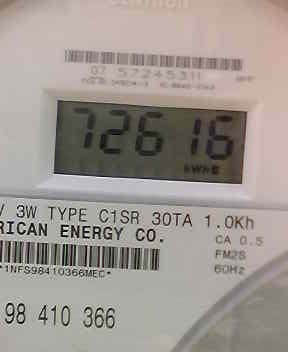 07 57245311
72616
kWhE
V 3W TYPE C1SR 30TA 1.0Kh
RICAN ENERGY CO.
CA 0.5
FM2S
60Hz
*1NFS98410366MEC*
98 410 366